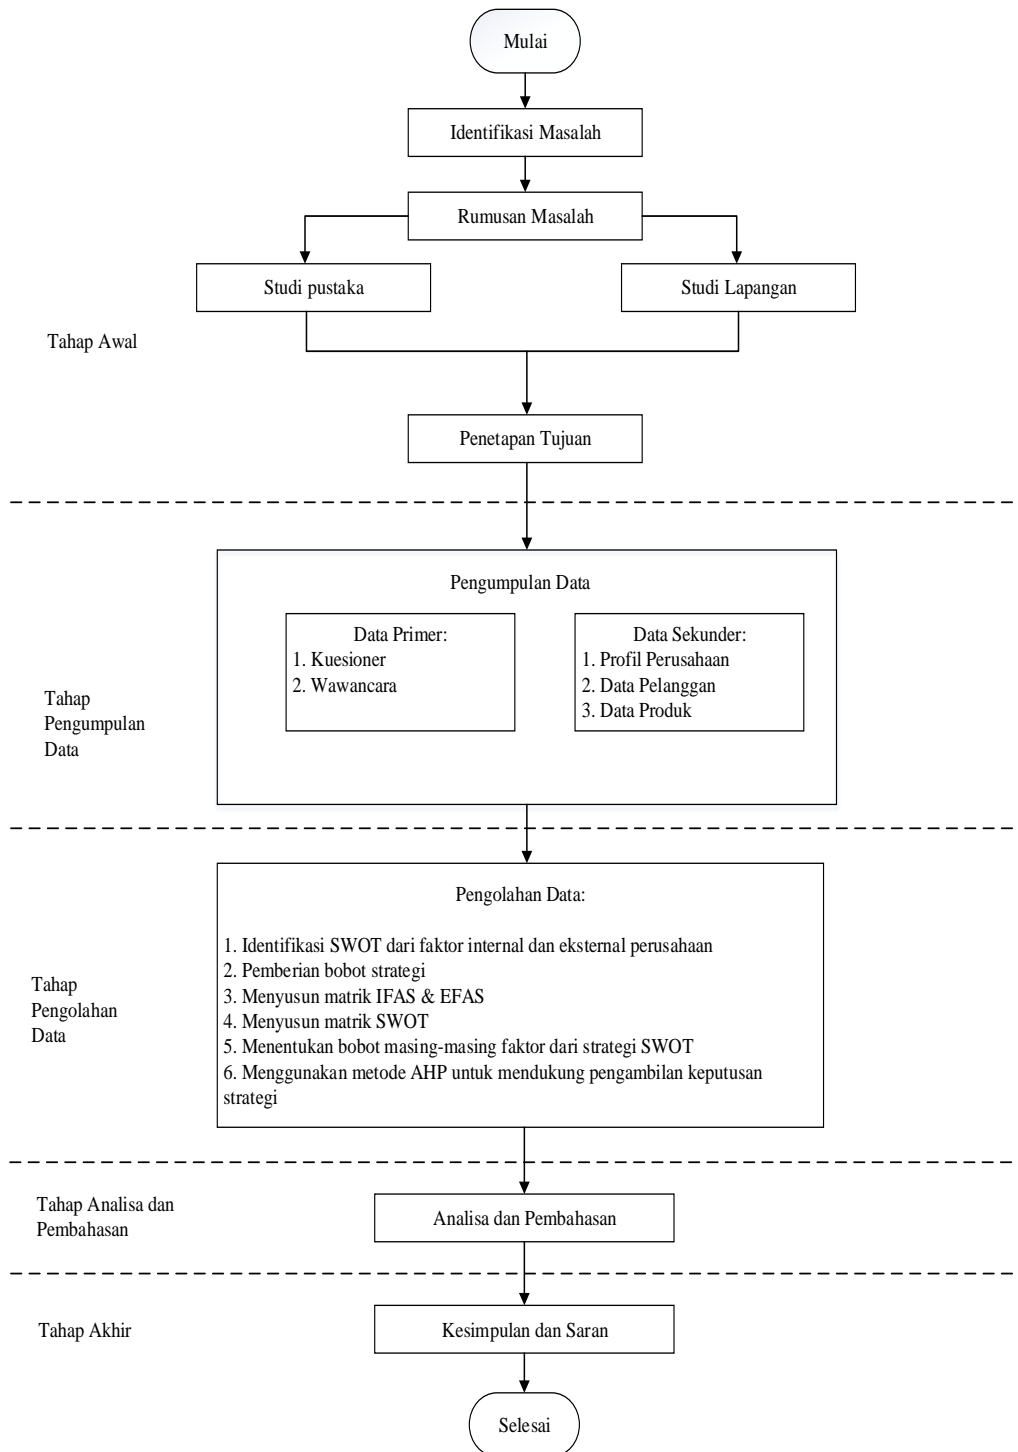 Mulai
Identifikasi Masalah
Rumusan Masalah
Studi pustaka
Studi Lapangan
Tahap Awal
Penetapan Tujuan
Pengumpulan Data
Data Primer:
1. Kuesioner
2. Wawancara
Data Sekunder:
1. Profil Perusahaan
2. Data Pelanggan
3. Data Produk
Tahap
Pengumpulan
Data
Pengolahan Data:
1. Identifikasi SWOT dari faktor internal dan eksternal perusahaan
2. Pemberian bobot strategi
3. Menyusun matrik IFAS & EFAS
4. Menyusun matrik SWOT
5. Menentukan bobot masing-masing faktor dari strategi SWOT
6. Menggunakan metode AHP untuk mendukung pengambilan keputusan
strategi
Tahap
Pengolahan
Data
Tahap Analisa dan
Pembahasan
Analisa dan Pembahasan
Tahap Akhir
Kesimpulan dan Saran
Selesai